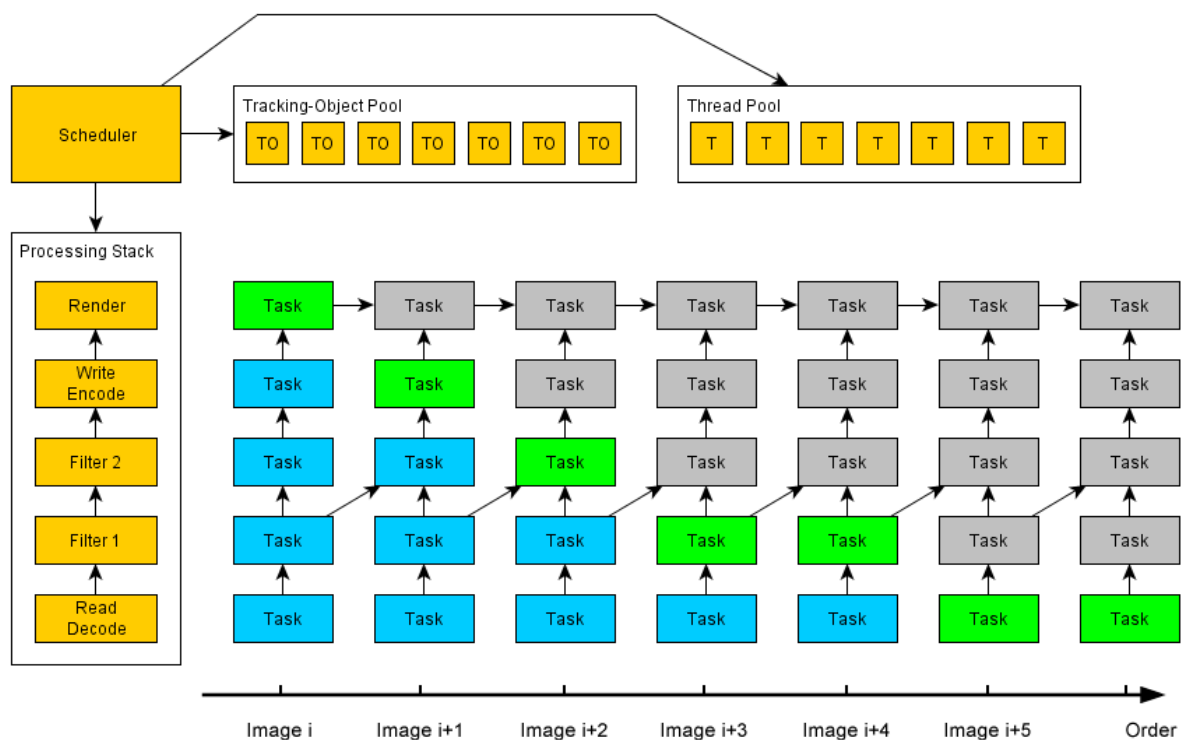 Scheduler
Tracking-Object Pool
TO TO TO TO TO TO TO
Thread Pool
T T T T T T T
Processing Stack
Render
Task Task Task Task Task Task Task
Write
Encode
Task Task Task Task Task Task Task
Filter 2
Task Task Task Task Task Task Task
Filter 1
Task Task Task Task Task Task Task
Read
Decode
Task Task Task Task Task Task Task
Image i Image i+1 Image i+2 Image i+3 Image i+4 Image i+5 Order